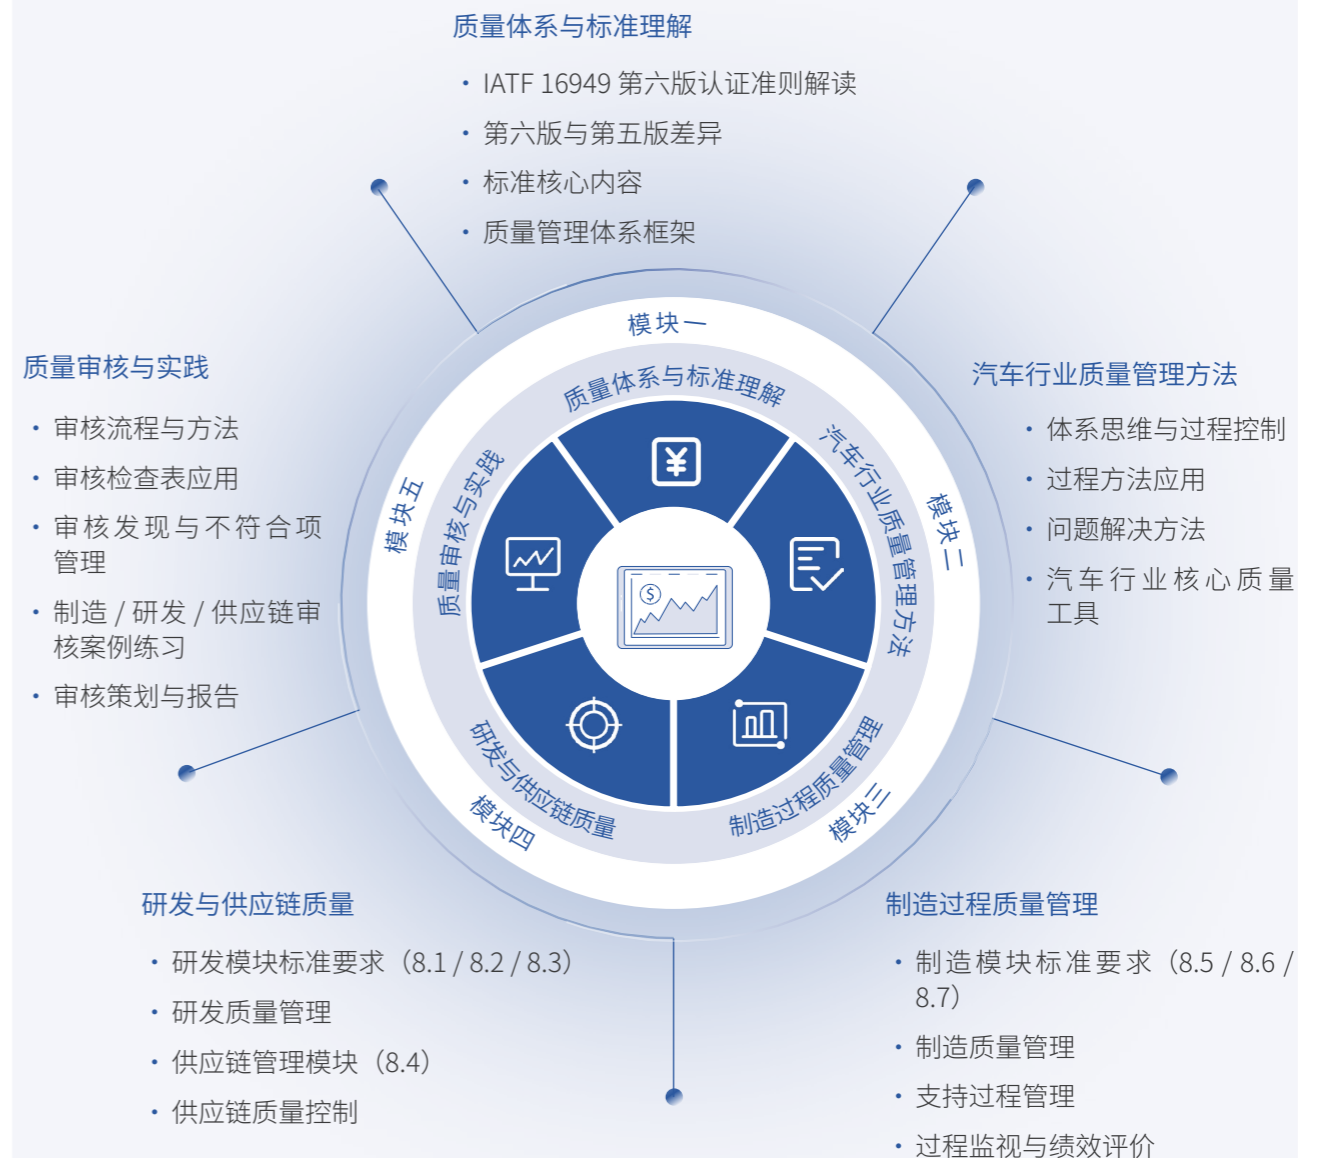 质量体系与标准理解
· IATF 16949 第六版认证准则解读
· 第六版与第五版差异
· 标准核心内容
· 质量管理体系框架
汽车行业质量管理方法
· 体系思维与过程控制
· 过程方法应用
· 问题解决方法
· 汽车行业核心质量
工具
制造过程质量管理
· 制造模块标准要求（8.5 / 8.6 /
8.7）
· 制造质量管理
· 支持过程管理
· 过程监视与绩效评价
研发与供应链质量
· 研发模块标准要求（8.1 / 8.2 / 8.3）
· 研发质量管理
· 供应链管理模块（8.4）
· 供应链质量控制
质量审核与实践
· 审核流程与方法
· 审核检查表应用
· 审核发现与不符合项
管理
· 制造 / 研发 / 供应链审
核案例练习
· 审核策划与报告
模块一
质量体系与标准理解
模块二
汽车行业质量管理方法
模块三
制造过程质量管理
模块四
研发与供应链质量
模块五
质量审核与实践
¥
$